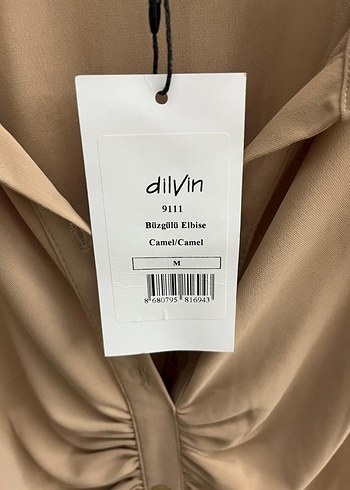 dilvin
9111
Büzgülü Elbise
Camel/Camel
M
8 680795 816943